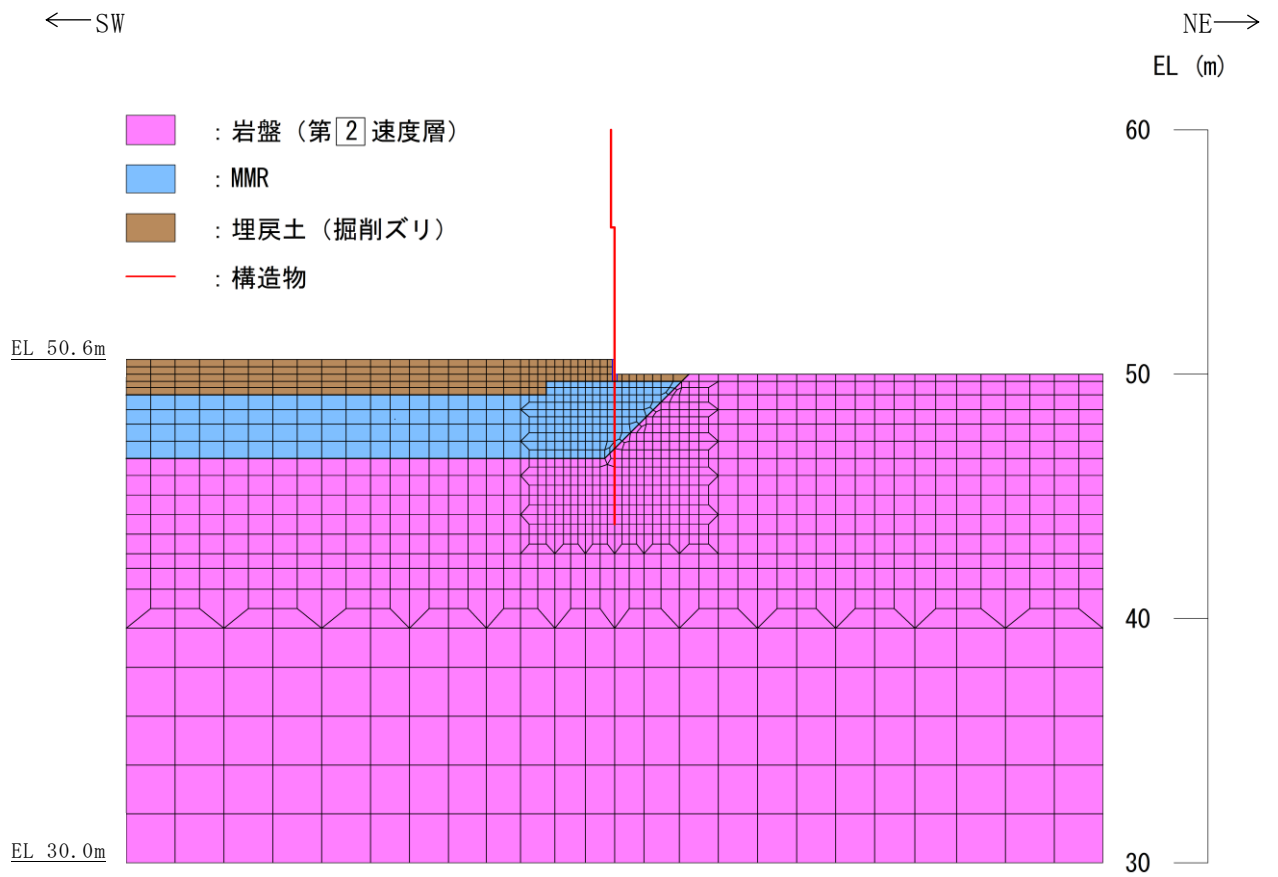 ←SW
NE→
EL (m)
60
：岩盤（第2速度層）
：MMR
：埋戻土（掘削ズリ）
：構造物
EL 50.6m
50
40
EL 30.0m
30